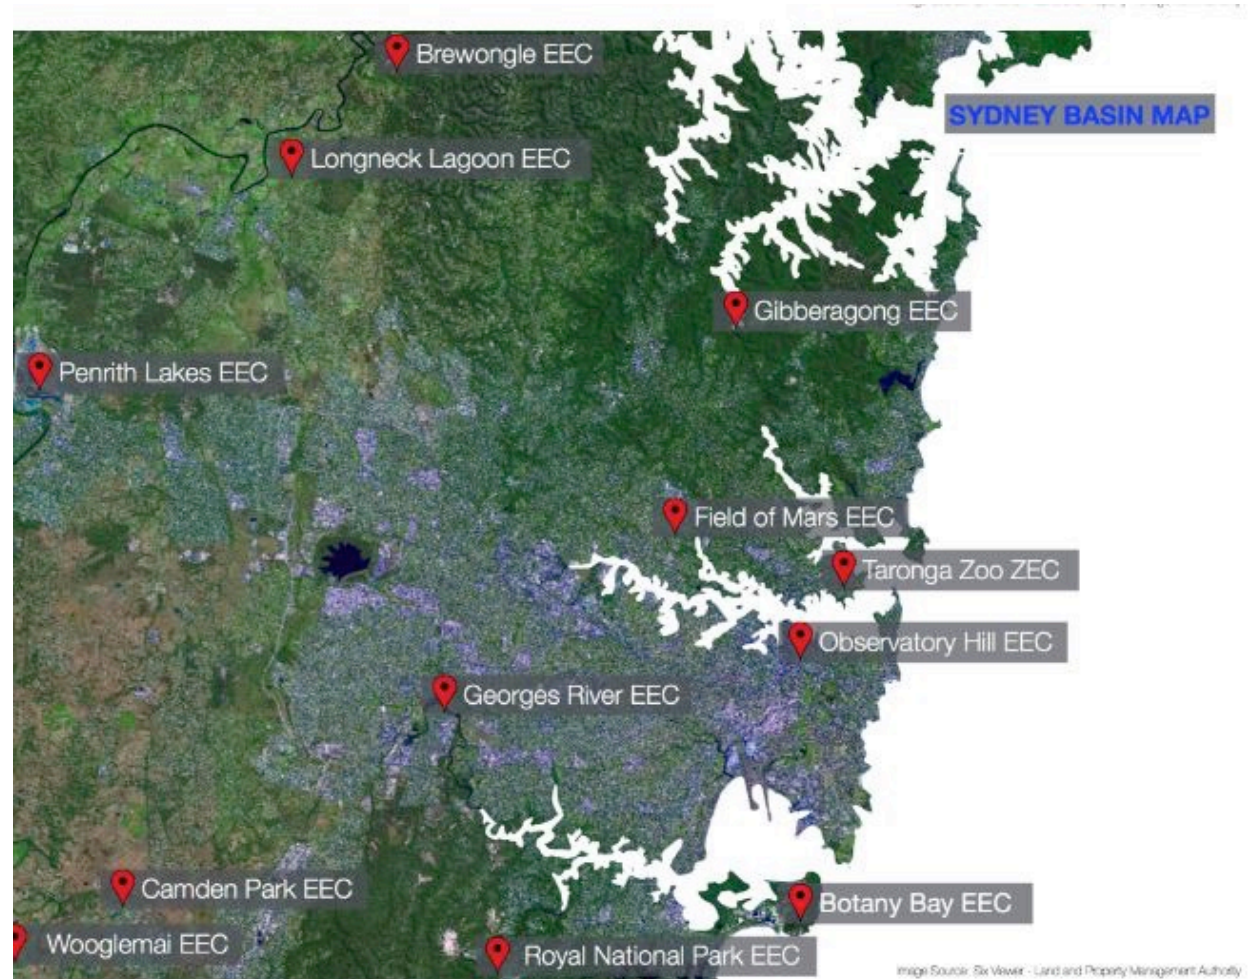 Brewongle EEC
SYDNEY BASIN MAP
Longneck Lagoon EEC
Gibberagong EEC
Penrith Lakes EEC
Field of Mars EEC
Taronga Zoo ZEC
Observatory Hill EEC
Georges River EEC
Camden Park EEC
Botany Bay EEC
Wooglemai EEC
Royal National Park EEC
Image Source: Six Viewer - Land and Property Management Authority